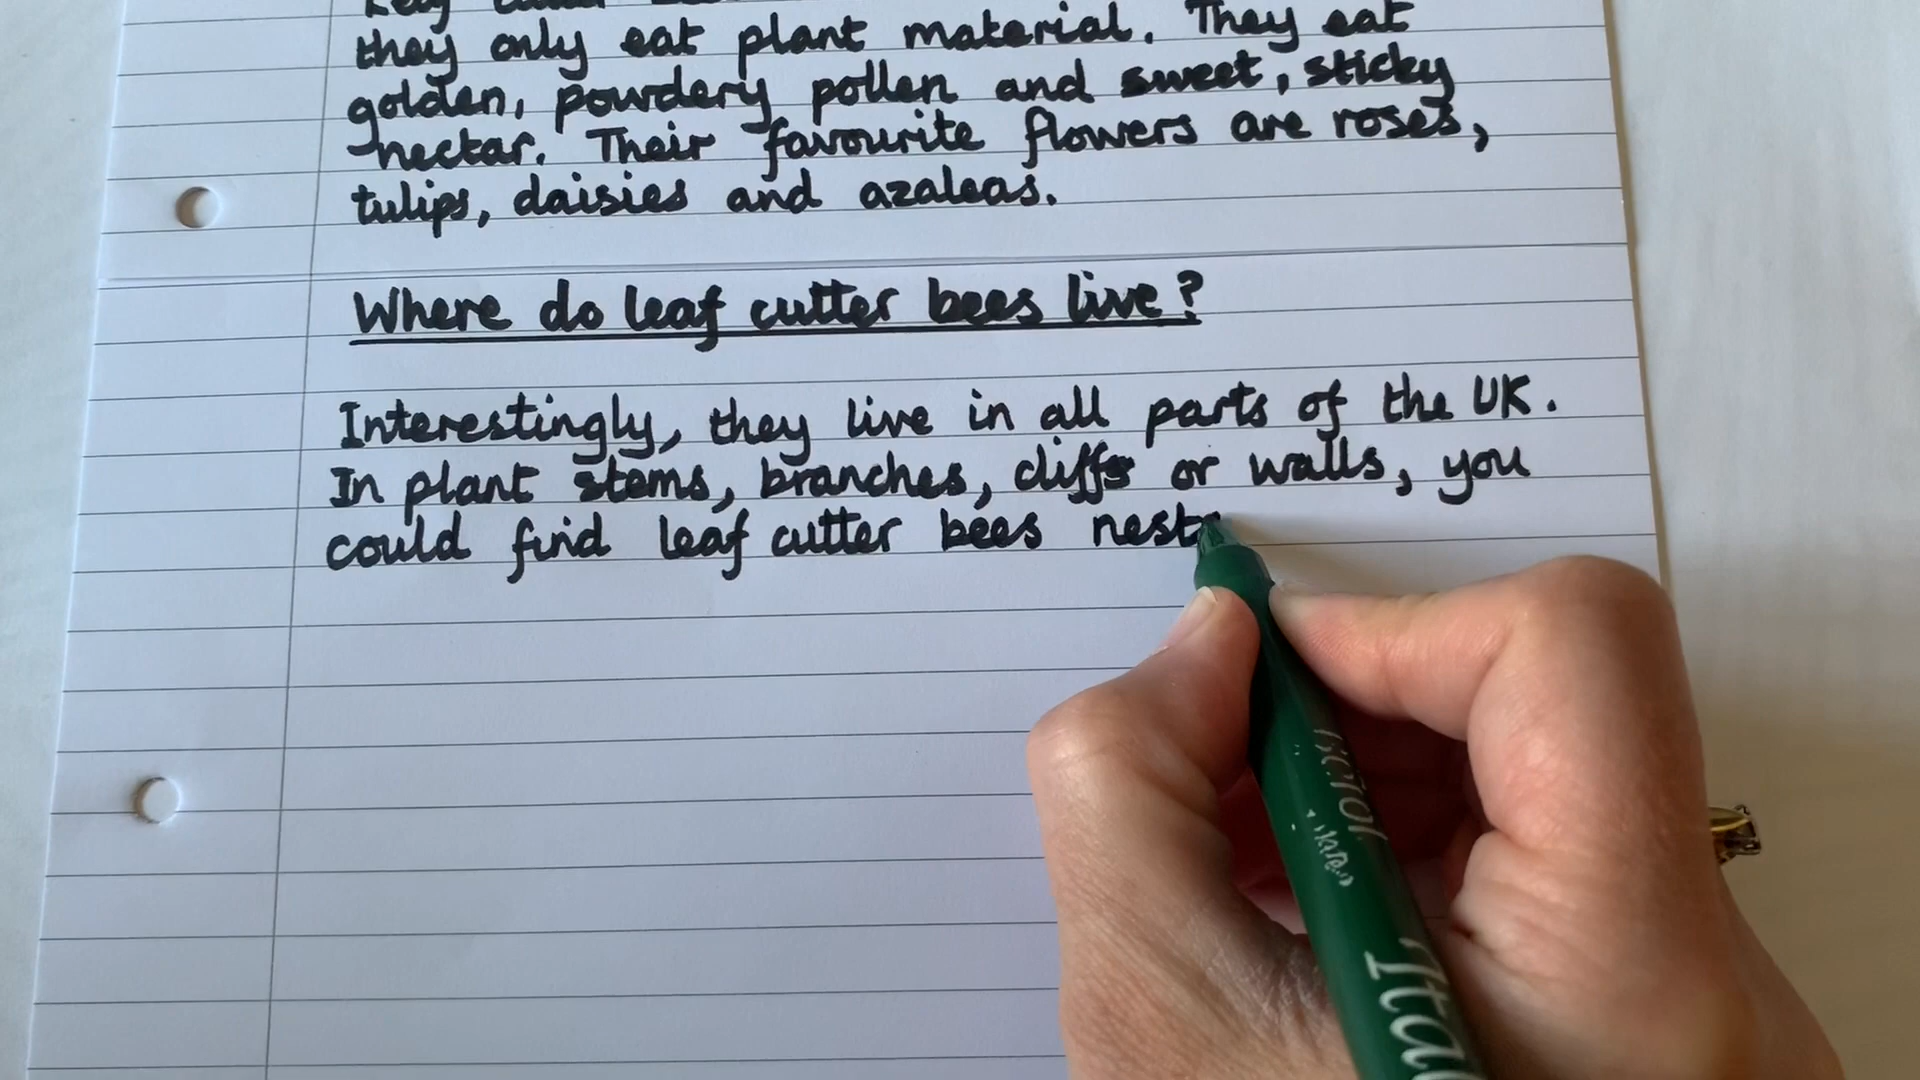 they only eat plant material. They eat
golden, powdery pollen and sweet, sticky
nectar. Their favourite flowers are roses,
tulips, daisies and azaleas.
Where do leaf cutter bees live?
Interestingly, they live in all parts of the UK.
In plant stems, branches, cliffs or walls, you
could find leaf cutter bees nests